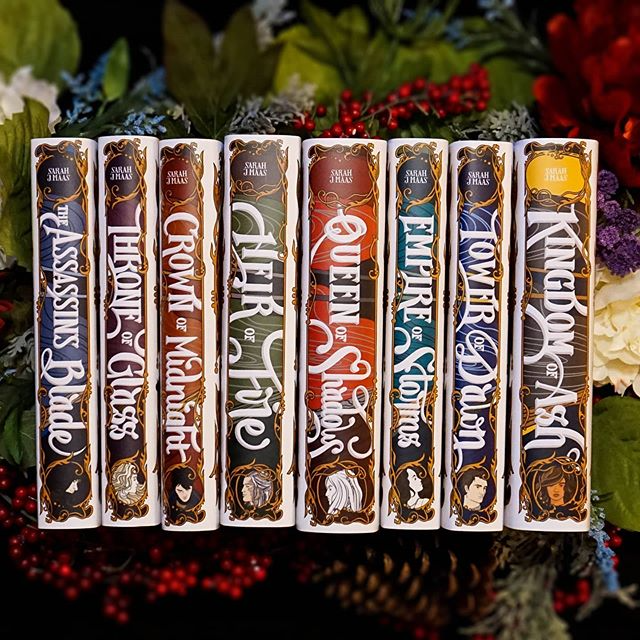 SARAH
J MAAS
THE ASSASSIN'S BLADE
SARAH
J MAAS
THRONE OF GLASS
SARAH
J MAAS
CROWN OF MIDNIGHT
SARAH
J MAAS
HEIR OF FIRE
SARAH
J MAAS
QUEEN OF SHADOWS
SARAH
J MAAS
EMPIRE OF STORMS
SARAH
J MAAS
TOWER OF DAWN
SARAH
J MAAS
KINGDOM OF ASH